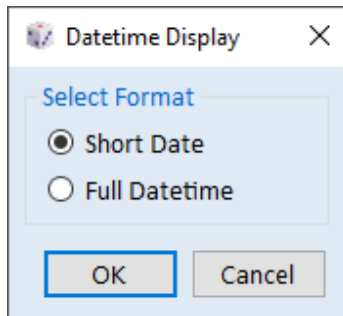 Datetime Display
Select Format
Short Date
Full Datetime
OK
Cancel